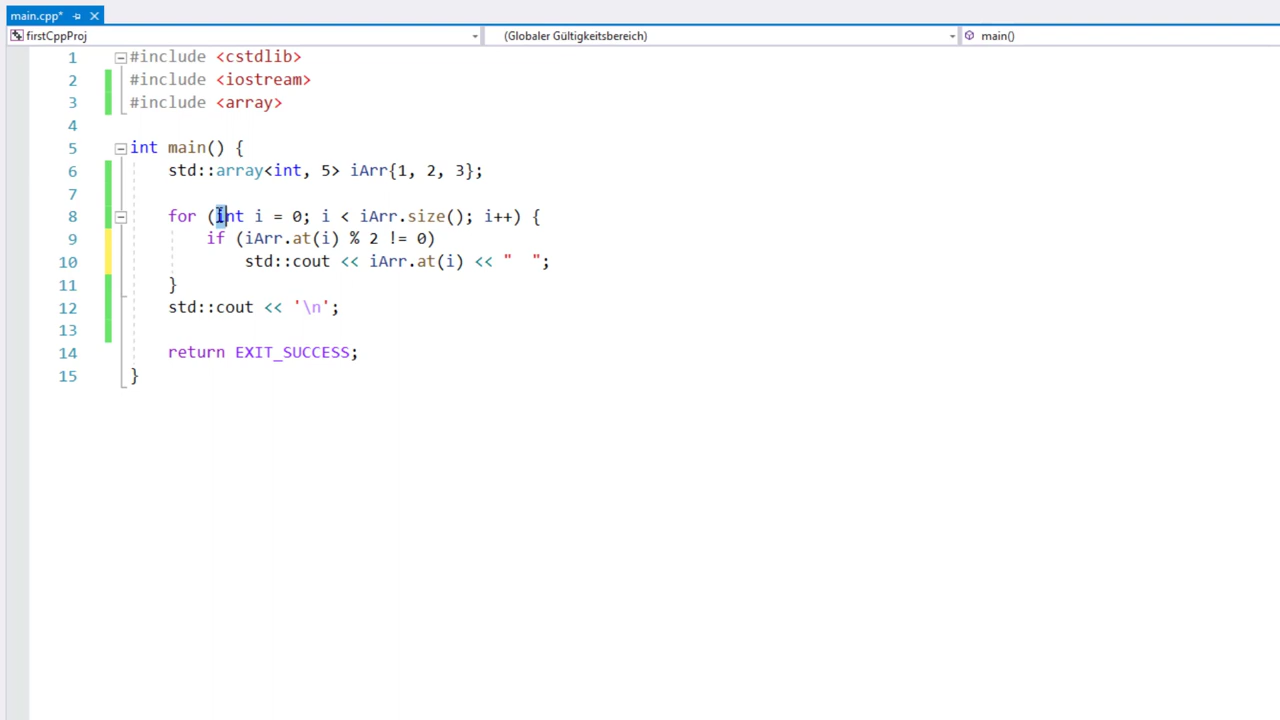 main.cpp*
firstCppProj (Globaler Gültigkeitsbereich) main()
1 #include <cstdlib>
2 #include <iostream>
3 #include <array>
4
5 int main() {
6 std::array<int, 5> iArr{1, 2, 3};
7
8 for (int i = 0; i < iArr.size(); i++) {
9 if (iArr.at(i) % 2 != 0)
10 std::cout << iArr.at(i) << "  ";
11 }
12 std::cout << '\n';
13
14 return EXIT_SUCCESS;
15 }